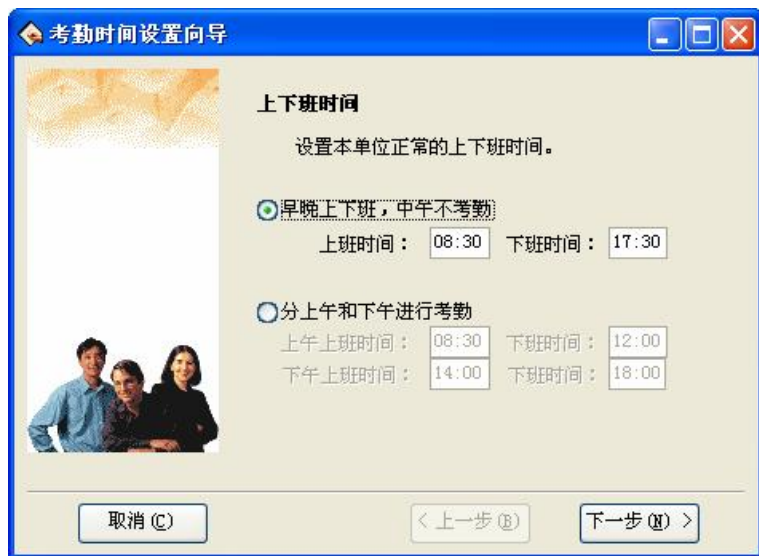 考勤时间设置向导
上下班时间
设置本单位正常的上下班时间。
早晚上下班，中午不考勤
上班时间： 08:30 下班时间： 17:30
分上午和下午进行考勤
上午上班时间： 08:30 下班时间： 12:00
下午上班时间： 14:00 下班时间： 18:00
取消(C) < 上一步(B) 下一步(N) >